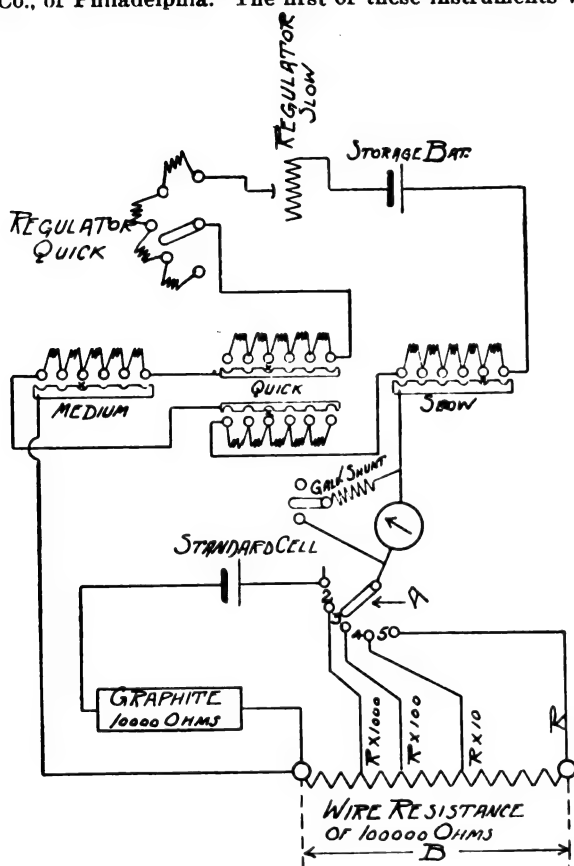 Co., of Philadelphia. The first of these instruments
REGULATOR
SLOW
STORAGE BAT.
REGULATOR
QUICK
QUICK
MEDIUM
SLOW
GALV. SHUNT
STANDARD CELL
A
1
2
3
4
5
GRAPHITE
10000 OHMS
R X 1000
R X 100
R X 10
R
WIRE RESISTANCE
OF 100000 OHMS
B